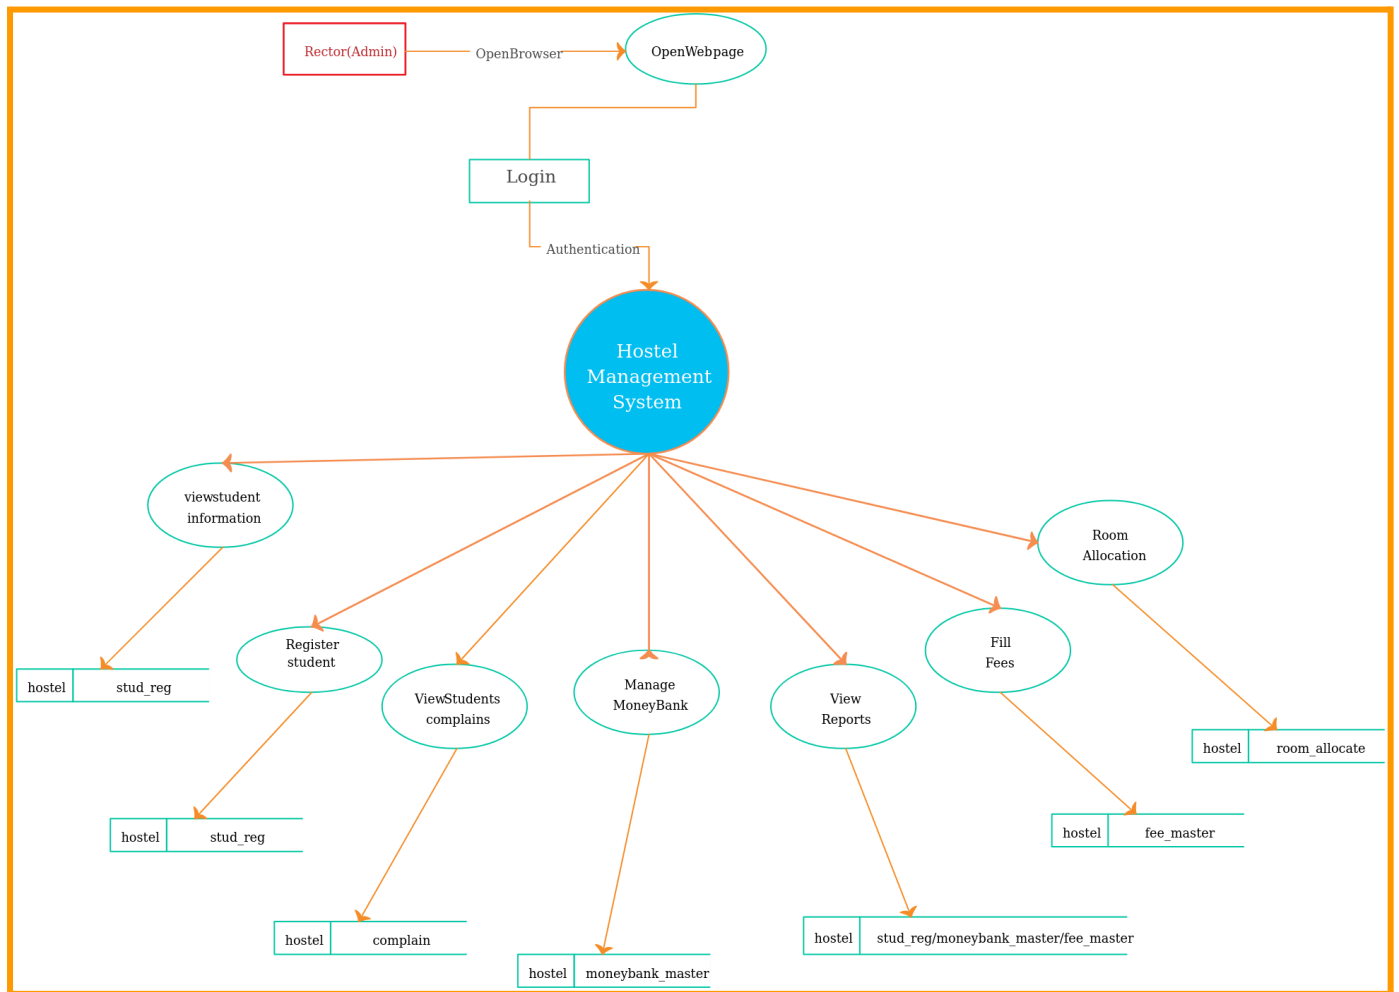 Rector(Admin)
OpenBrowser
OpenWebpage
Login
Authentication
Hostel
Management
System
viewstudent
information
Room
Allocation
Register
student
Fill
Fees
ViewStudents
complains
Manage
MoneyBank
View
Reports
hostel stud_reg
hostel room_allocate
hostel stud_reg
hostel fee_master
hostel complain
hostel stud_reg/moneybank_master/fee_master
hostel moneybank_master